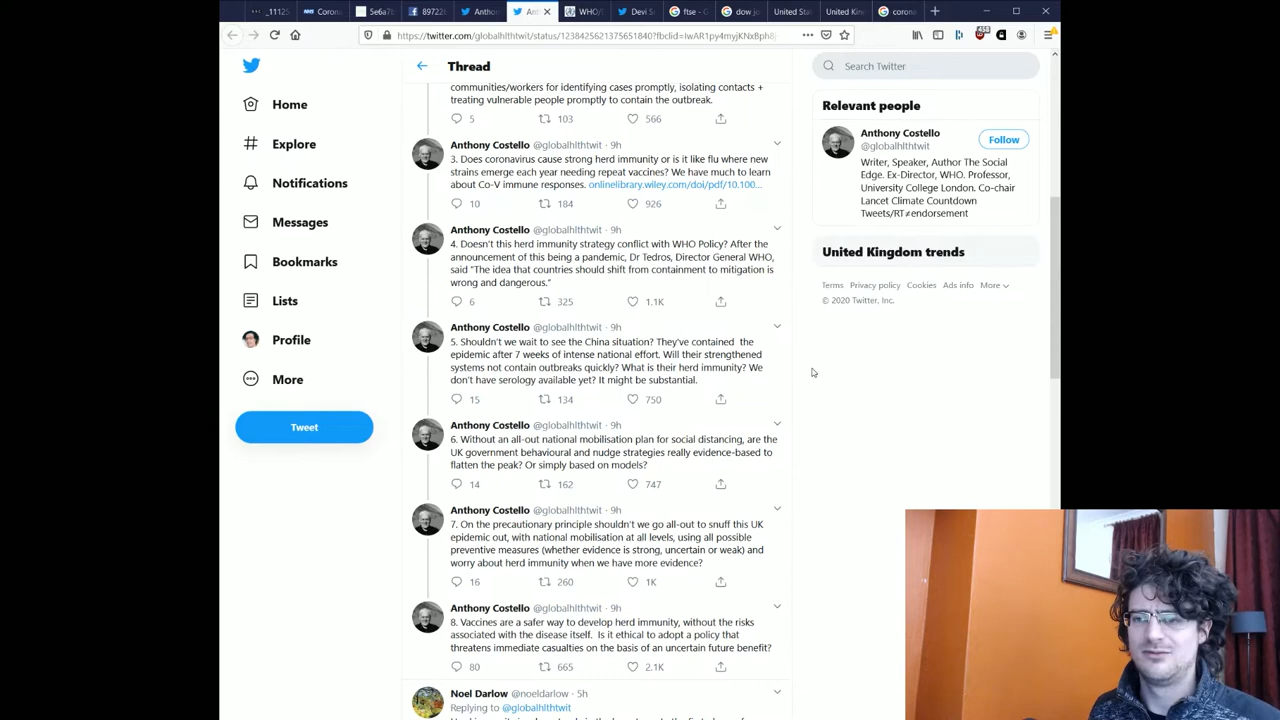 _11125
Coron
5e6a7b
89722
Antho
An
WHO/
Devi S
ftse - G
dow jo
United Sta
United Kin
corona
https://twitter.com/globalhlthtwit/status/1238425621375651840?fbclid=IwAR1py4myjKNxBph8j
458
Home
Explore
Notifications
Messages
Bookmarks
Lists
Profile
More
Tweet
Thread
communities/workers for identifying cases promptly, isolating contacts +
treating vulnerable people promptly to contain the outbreak.
5 103 566
Anthony Costello @globalhlthtwit · 9h
3. Does coronavirus cause strong herd immunity or is it like flu where new
strains emerge each year needing repeat vaccines? We have much to learn
about Co-V immune responses. onlinelibrary.wiley.com/doi/pdf/10.100...
10 184 926
Anthony Costello @globalhlthtwit · 9h
4. Doesn't this herd immunity strategy conflict with WHO Policy? After the
announcement of this being a pandemic, Dr Tedros, Director General WHO,
said "The idea that countries should shift from containment to mitigation is
wrong and dangerous."
6 325 1.1K
Anthony Costello @globalhlthtwit · 9h
5. Shouldn't we wait to see the China situation? They've contained the
epidemic after 7 weeks of intense national effort. Will their strengthened
systems not contain outbreaks quickly? What is their herd immunity? We
don't have serology available yet? It might be substantial.
15 134 750
Anthony Costello @globalhlthtwit · 9h
6. Without an all-out national mobilisation plan for social distancing, are the
UK government behavioural and nudge strategies really evidence-based to
flatten the peak? Or simply based on models?
14 162 747
Anthony Costello @globalhlthtwit · 9h
7. On the precautionary principle shouldn't we go all-out to snuff this UK
epidemic out, with national mobilisation at all levels, using all possible
preventive measures (whether evidence is strong, uncertain or weak) and
worry about herd immunity when we have more evidence?
16 260 1K
Anthony Costello @globalhlthtwit · 9h
8. Vaccines are a safer way to develop herd immunity, without the risks
associated with the disease itself. Is it ethical to adopt a policy that
threatens immediate casualties on the basis of an uncertain future benefit?
80 665 2.1K
Noel Darlow @noeldarlow · 5h
Replying to @globalhlthtwit
Search Twitter
Relevant people
Anthony Costello
@globalhlthtwit
Follow
Writer, Speaker, Author The Social
Edge. Ex-Director, WHO. Professor,
University College London. Co-chair
Lancet Climate Countdown
Tweets/RT≠endorsement
United Kingdom trends
Terms Privacy policy Cookies Ads info More
© 2020 Twitter, Inc.